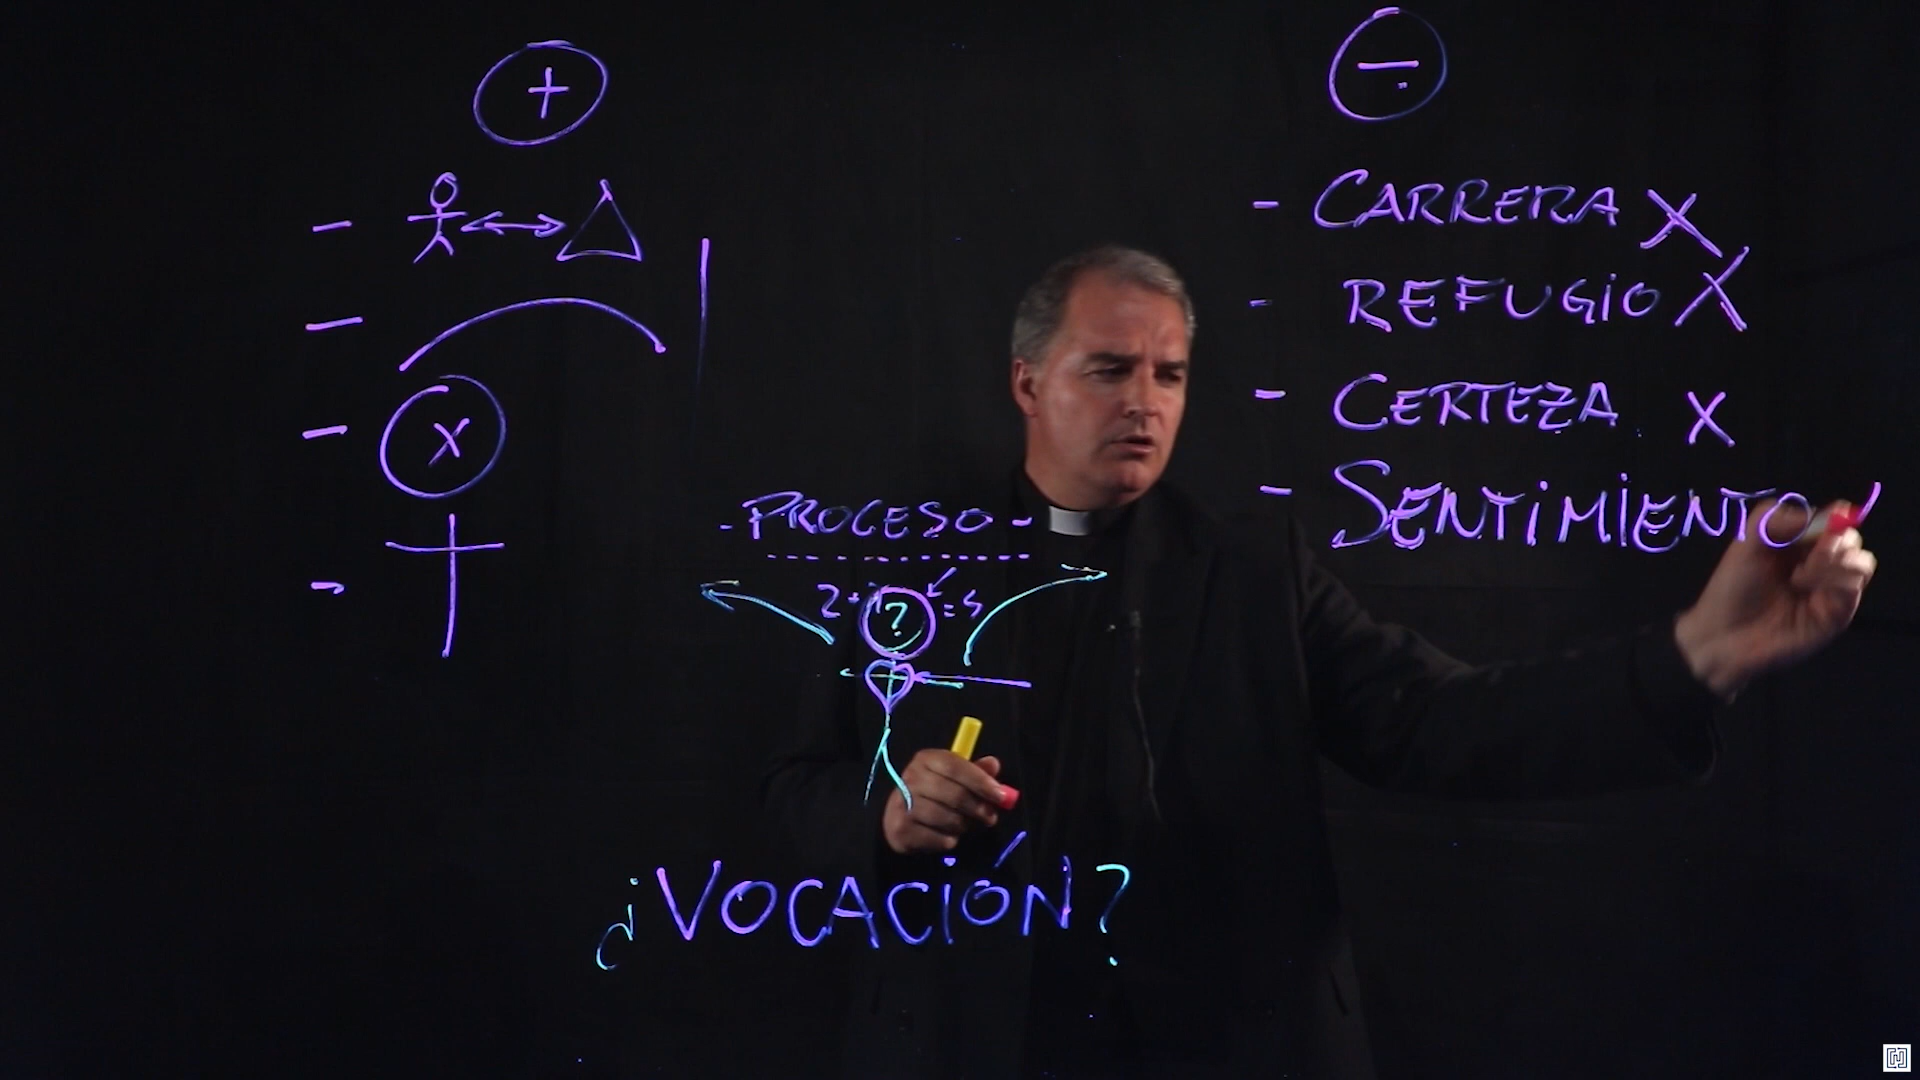 +
-
- CARRERA X
- REFUGIO X
- CERTEZA X
- SENTIMIENTO
X
- PROCESO -
?
¿VOCACIÓN?